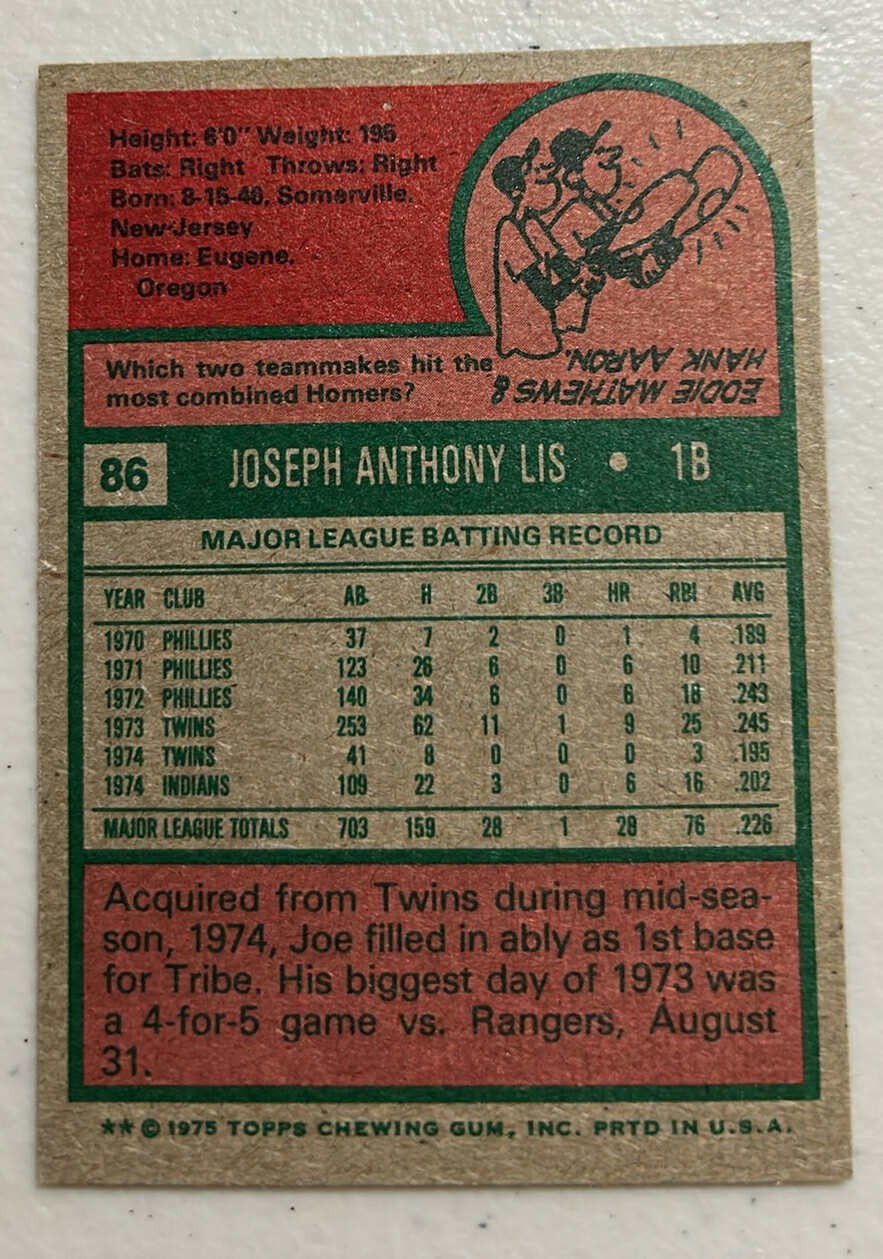 Height: 6'0" Weight: 195
Bats: Right Throws: Right
Born: 8-15-46, Somerville,
New Jersey
Home: Eugene,
Oregon
Which two teammakes hit the
most combined Homers?
EDDIE MATHEWS &
HANK AARON.
86 JOSEPH ANTHONY LIS • 1B
MAJOR LEAGUE BATTING RECORD
YEAR CLUB AB H 2B 3B HR RBI AVG
1970 PHILLIES 37 7 2 0 1 4 .189
1971 PHILLIES 123 26 6 0 6 10 .211
1972 PHILLIES 140 34 6 0 6 18 .243
1973 TWINS 253 62 11 1 9 25 .245
1974 TWINS 41 8 0 0 0 3 .195
1974 INDIANS 109 22 3 0 6 16 .202
MAJOR LEAGUE TOTALS 703 159 28 1 28 76 .226
Acquired from Twins during mid-sea-
son, 1974, Joe filled in ably as 1st base
for Tribe. His biggest day of 1973 was
a 4-for-5 game vs. Rangers, August
31.
** © 1975 TOPPS CHEWING GUM, INC. PRTD IN U.S.A.